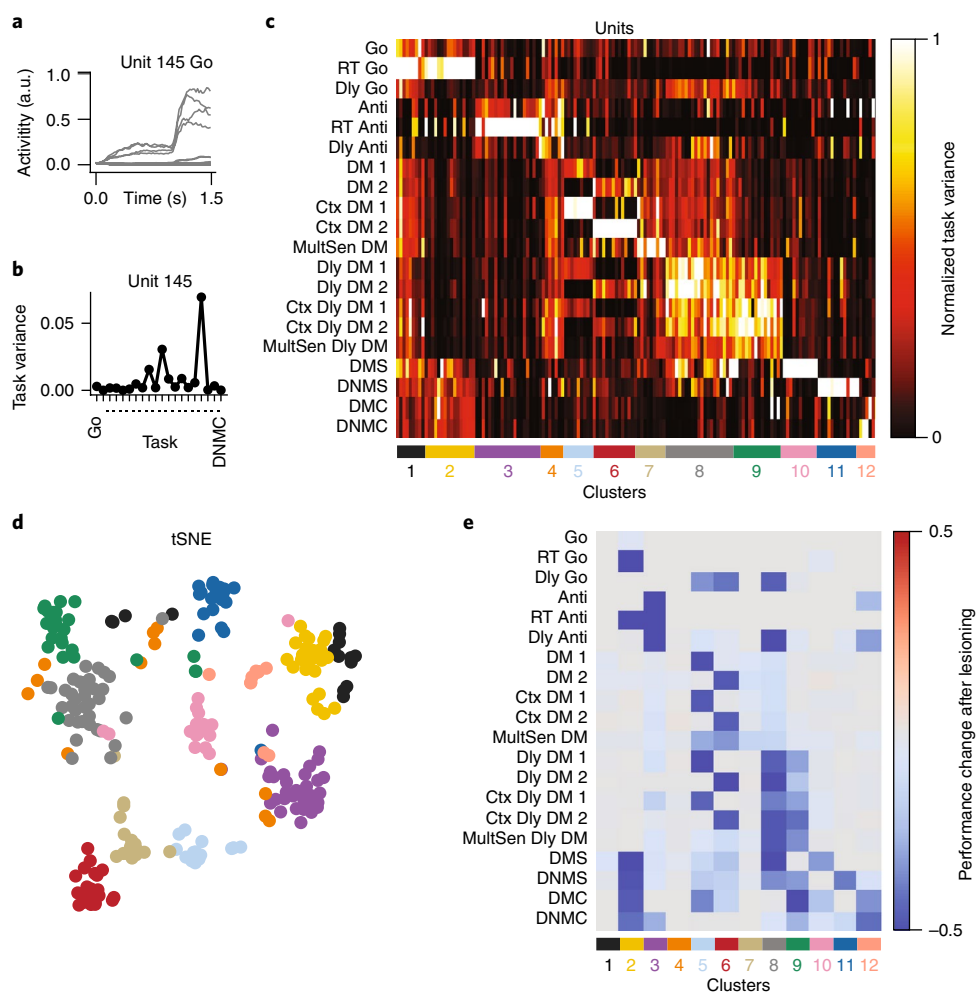 a
Unit 145 Go
Activitity (a.u.)
1.0
0.5
0.0
0.0
Time (s)
1.5
b
Unit 145
Task variance
0.05
0.00
Go
Task
DNMC
c
Units
Go
RT Go
Dly Go
Anti
RT Anti
Dly Anti
DM 1
DM 2
Ctx DM 1
Ctx DM 2
MultSen DM
Dly DM 1
Dly DM 2
Ctx Dly DM 1
Ctx Dly DM 2
MultSen Dly DM
DMS
DNMS
DMC
DNMC
1 2 3 4 5 6 7 8 9 10 11 12
Clusters
1
0
Normalized task variance
d
tSNE
e
Go
RT Go
Dly Go
Anti
RT Anti
Dly Anti
DM 1
DM 2
Ctx DM 1
Ctx DM 2
MultSen DM
Dly DM 1
Dly DM 2
Ctx Dly DM 1
Ctx Dly DM 2
MultSen Dly DM
DMS
DNMS
DMC
DNMC
1 2 3 4 5 6 7 8 9 10 11 12
Clusters
0.5
−0.5
Performance change after lesioning